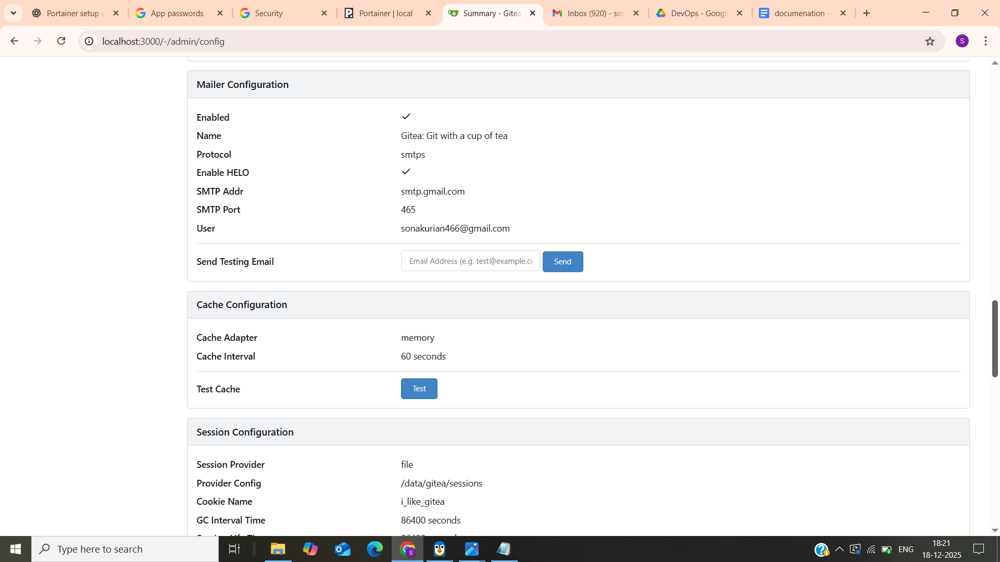 Portainer setup w
App passwords
Security
Portainer | local
Summary - Gitea
Inbox (920) - son
DevOps - Google
documenation -
localhost:3000/-/admin/config
S
Mailer Configuration
Enabled
Name Gitea: Git with a cup of tea
Protocol smtps
Enable HELO
SMTP Addr smtp.gmail.com
SMTP Port 465
User sonakurian466@gmail.com
Send Testing Email Email Address (e.g. test@example.co Send
Cache Configuration
Cache Adapter memory
Cache Interval 60 seconds
Test Cache Test
Session Configuration
Session Provider file
Provider Config /data/gitea/sessions
Cookie Name i_like_gitea
GC Interval Time 86400 seconds
Type here to search
ENG
18:21
18-12-2025